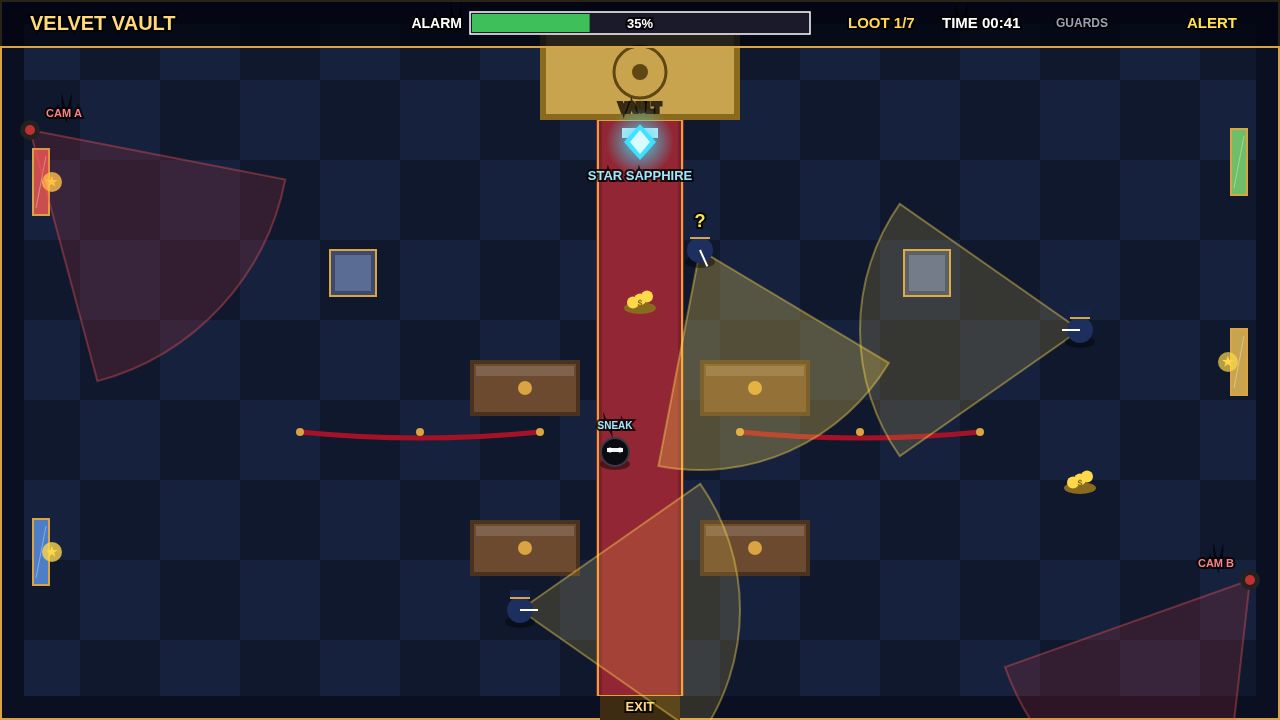 VELVET VAULT
ALARM
35%
LOOT 1/7
TIME 00:41
GUARDS
ALERT
CAM A
VAULT
STAR SAPPHIRE
?
$
SNEAK
$
CAM B
EXIT